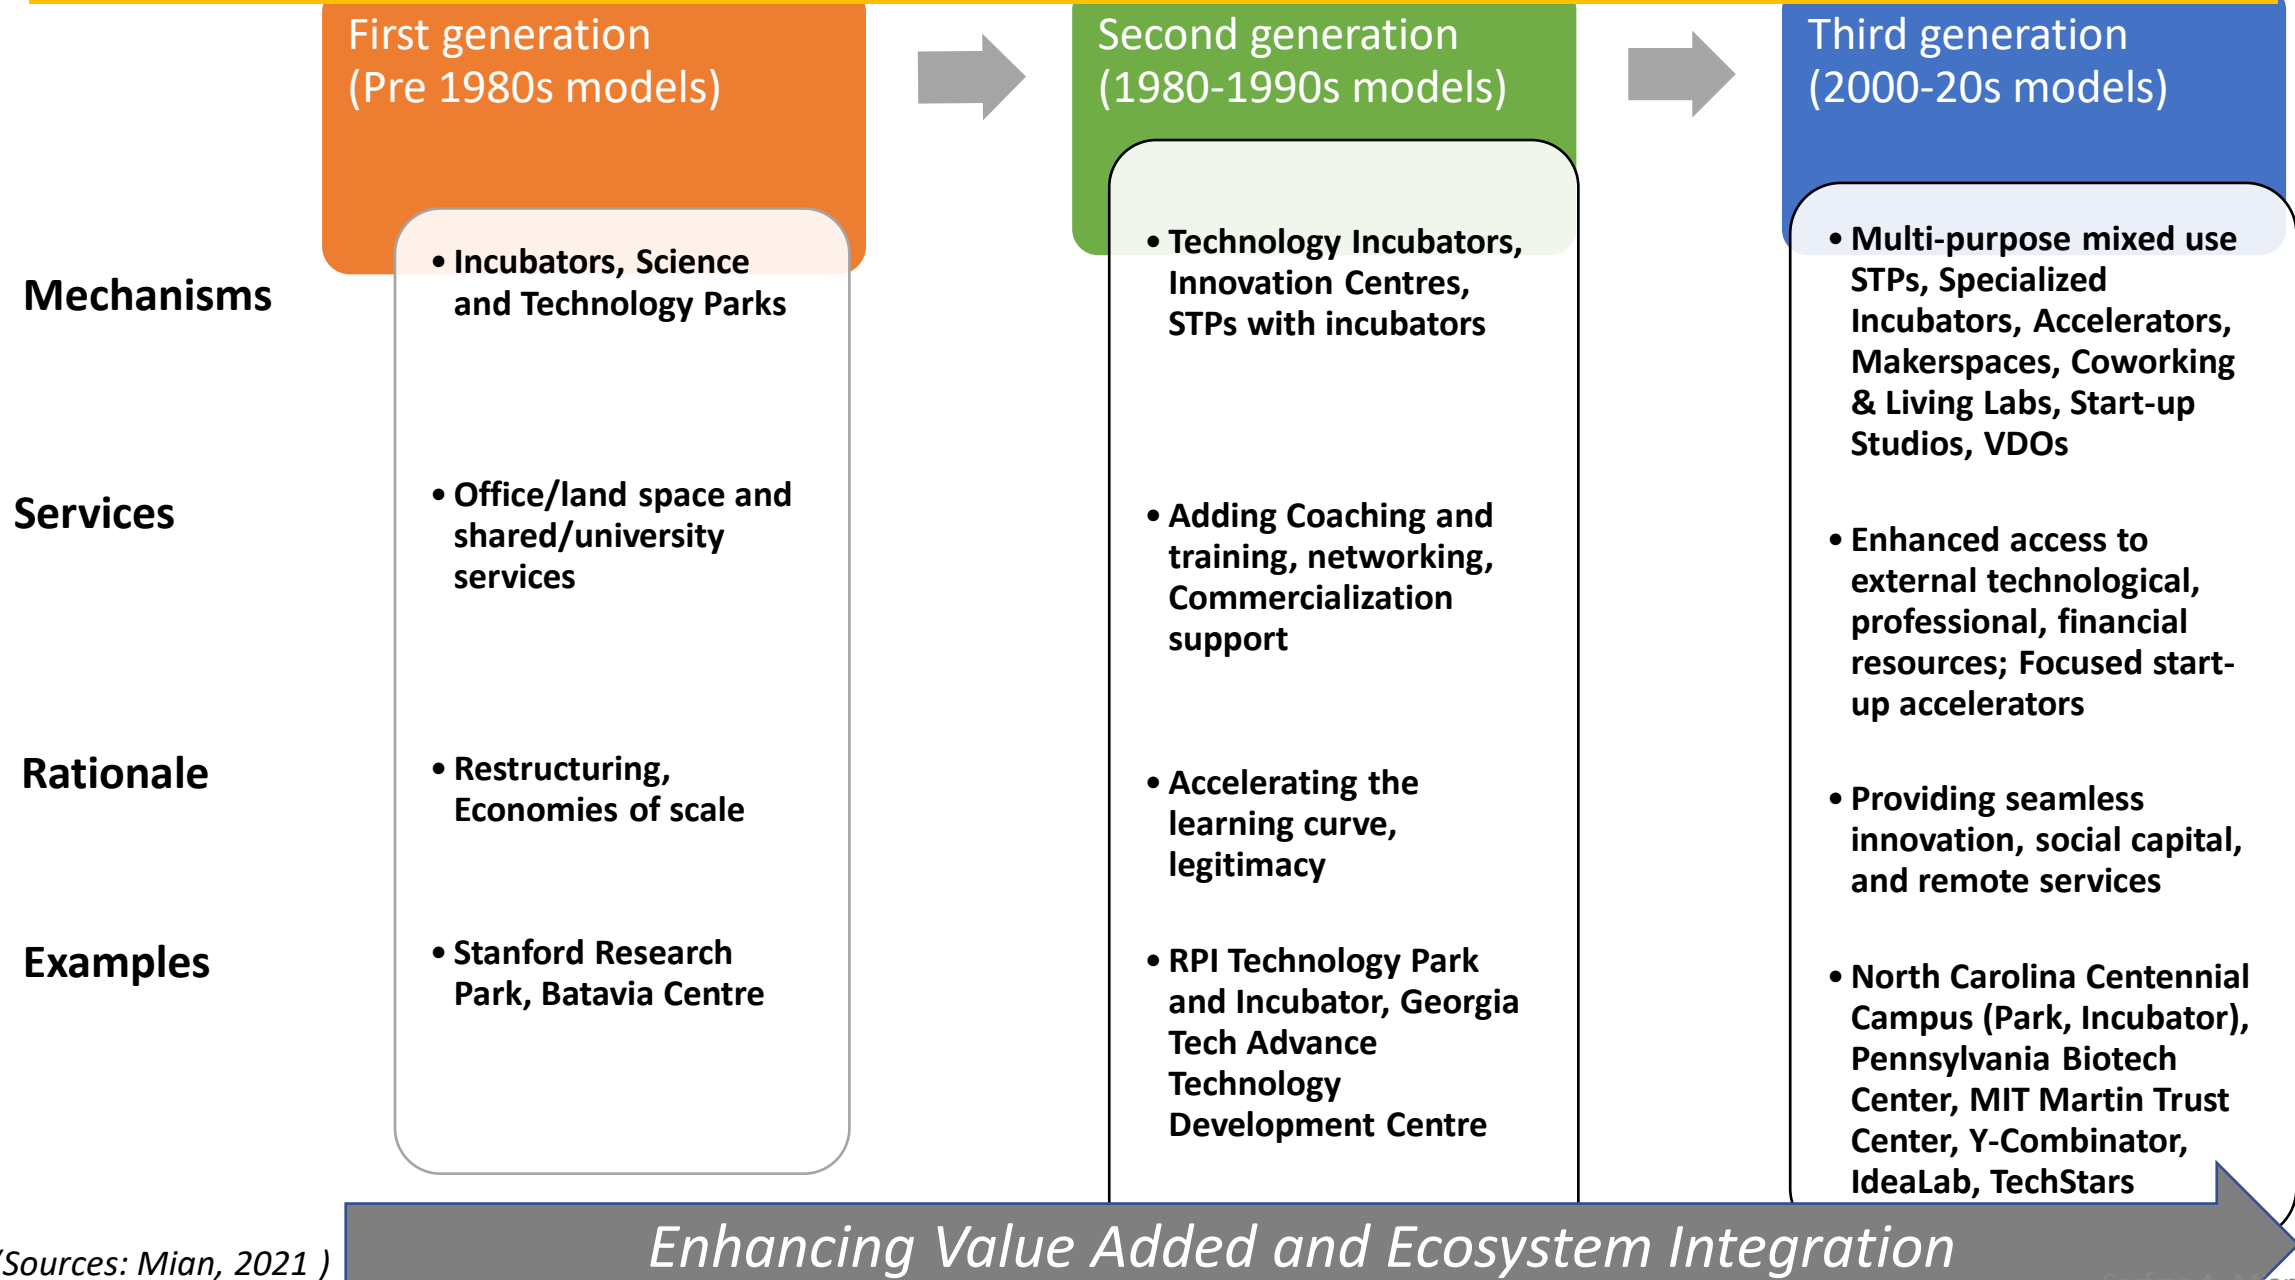 First generation
(Pre 1980s models)
Second generation
(1980-1990s models)
Third generation
(2000-20s models)
Mechanisms
• Incubators, Science
and Technology Parks
• Technology Incubators,
Innovation Centres,
STPs with incubators
• Multi-purpose mixed use
STPs, Specialized
Incubators, Accelerators,
Makerspaces, Coworking
& Living Labs, Start-up
Studios, VDOs
Services
• Office/land space and
shared/university
services
• Adding Coaching and
training, networking,
Commercialization
support
• Enhanced access to
external technological,
professional, financial
resources; Focused start-
up accelerators
Rationale
• Restructuring,
Economies of scale
• Accelerating the
learning curve,
legitimacy
• Providing seamless
innovation, social capital,
and remote services
Examples
• Stanford Research
Park, Batavia Centre
• RPI Technology Park
and Incubator, Georgia
Tech Advance
Technology
Development Centre
• North Carolina Centennial
Campus (Park, Incubator),
Pennsylvania Biotech
Center, MIT Martin Trust
Center, Y-Combinator,
IdeaLab, TechStars
Enhancing Value Added and Ecosystem Integration
(Sources: Mian, 2021 )